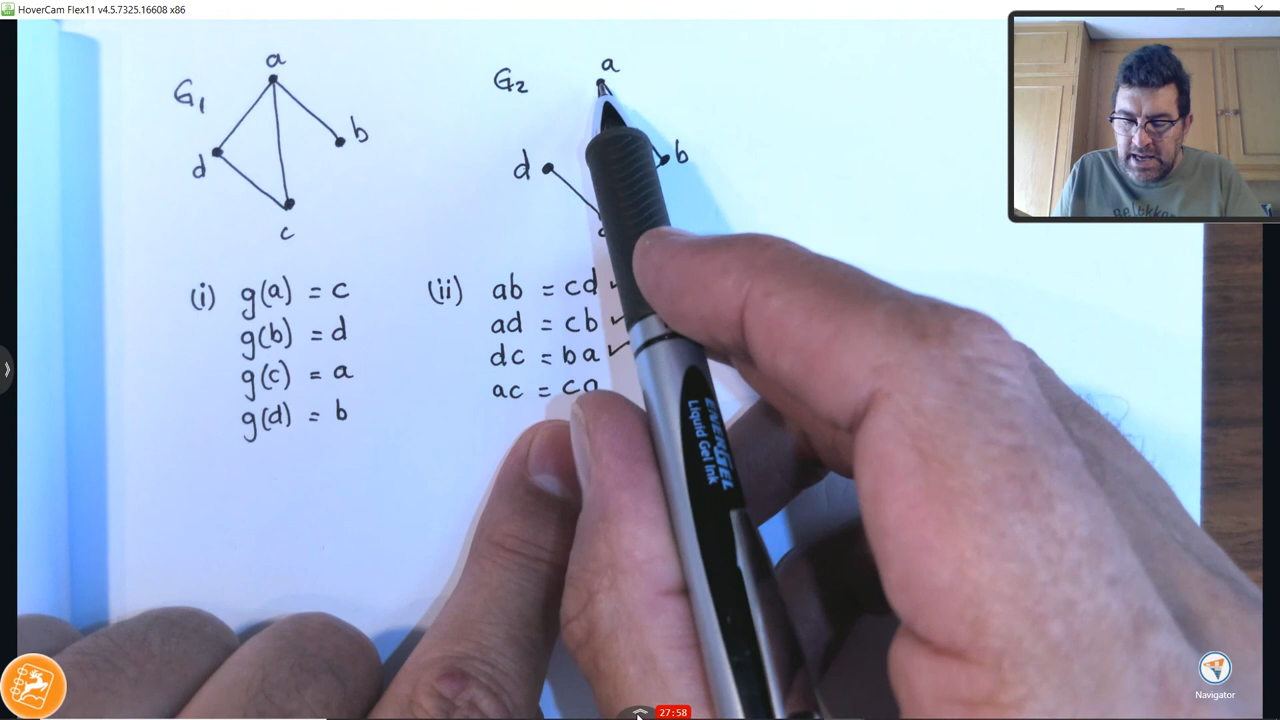 HoverCam Flex11 v4.5.7325.16608 x86
a
G₁
b
d
c
G₂
a
d
b
(i) g(a) = c
g(b) = d
g(c) = a
g(d) = b
(ii) ab = cd ✓
ad = cb ✓
dc = ba ✓
ac = ca
ENERGEL
Liquid Gel Ink
27:58
Navigator